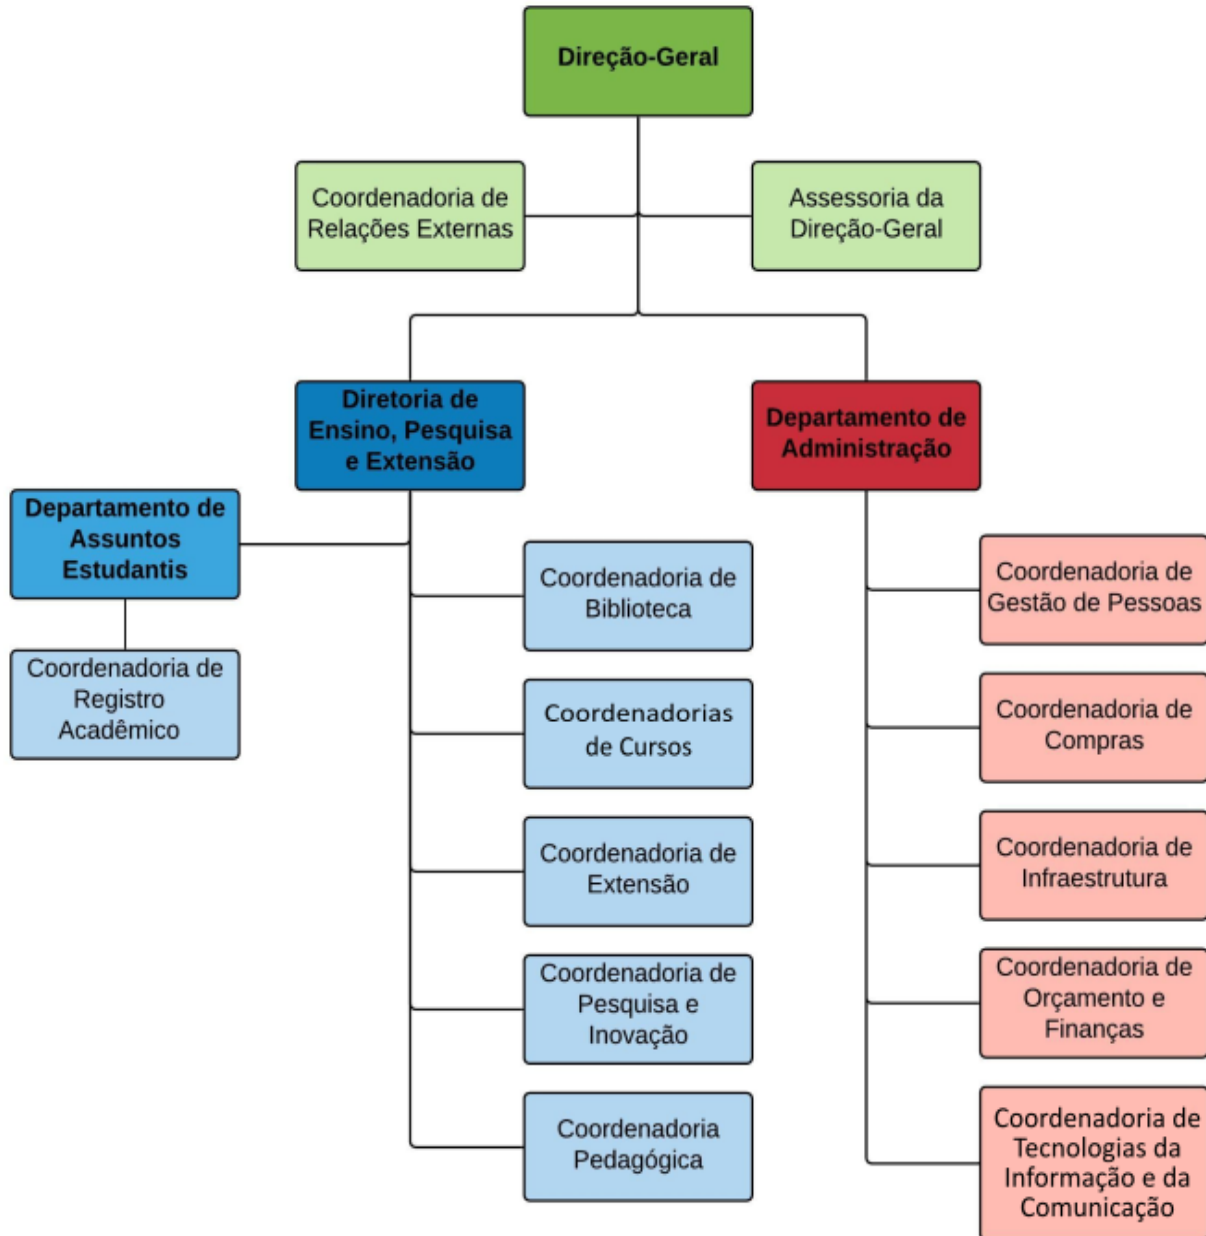 Direção-Geral
Coordenadoria de
Relações Externas
Assessoria da
Direção-Geral
Diretoria de
Ensino, Pesquisa
e Extensão
Departamento de
Administração
Departamento de
Assuntos
Estudantis
Coordenadoria de
Registro
Acadêmico
Coordenadoria de
Biblioteca
Coordenadorias
de Cursos
Coordenadoria de
Extensão
Coordenadoria de
Pesquisa e
Inovação
Coordenadoria
Pedagógica
Coordenadoria de
Gestão de Pessoas
Coordenadoria de
Compras
Coordenadoria de
Infraestrutura
Coordenadoria de
Orçamento e
Finanças
Coordenadoria de
Tecnologias da
Informação e da
Comunicação